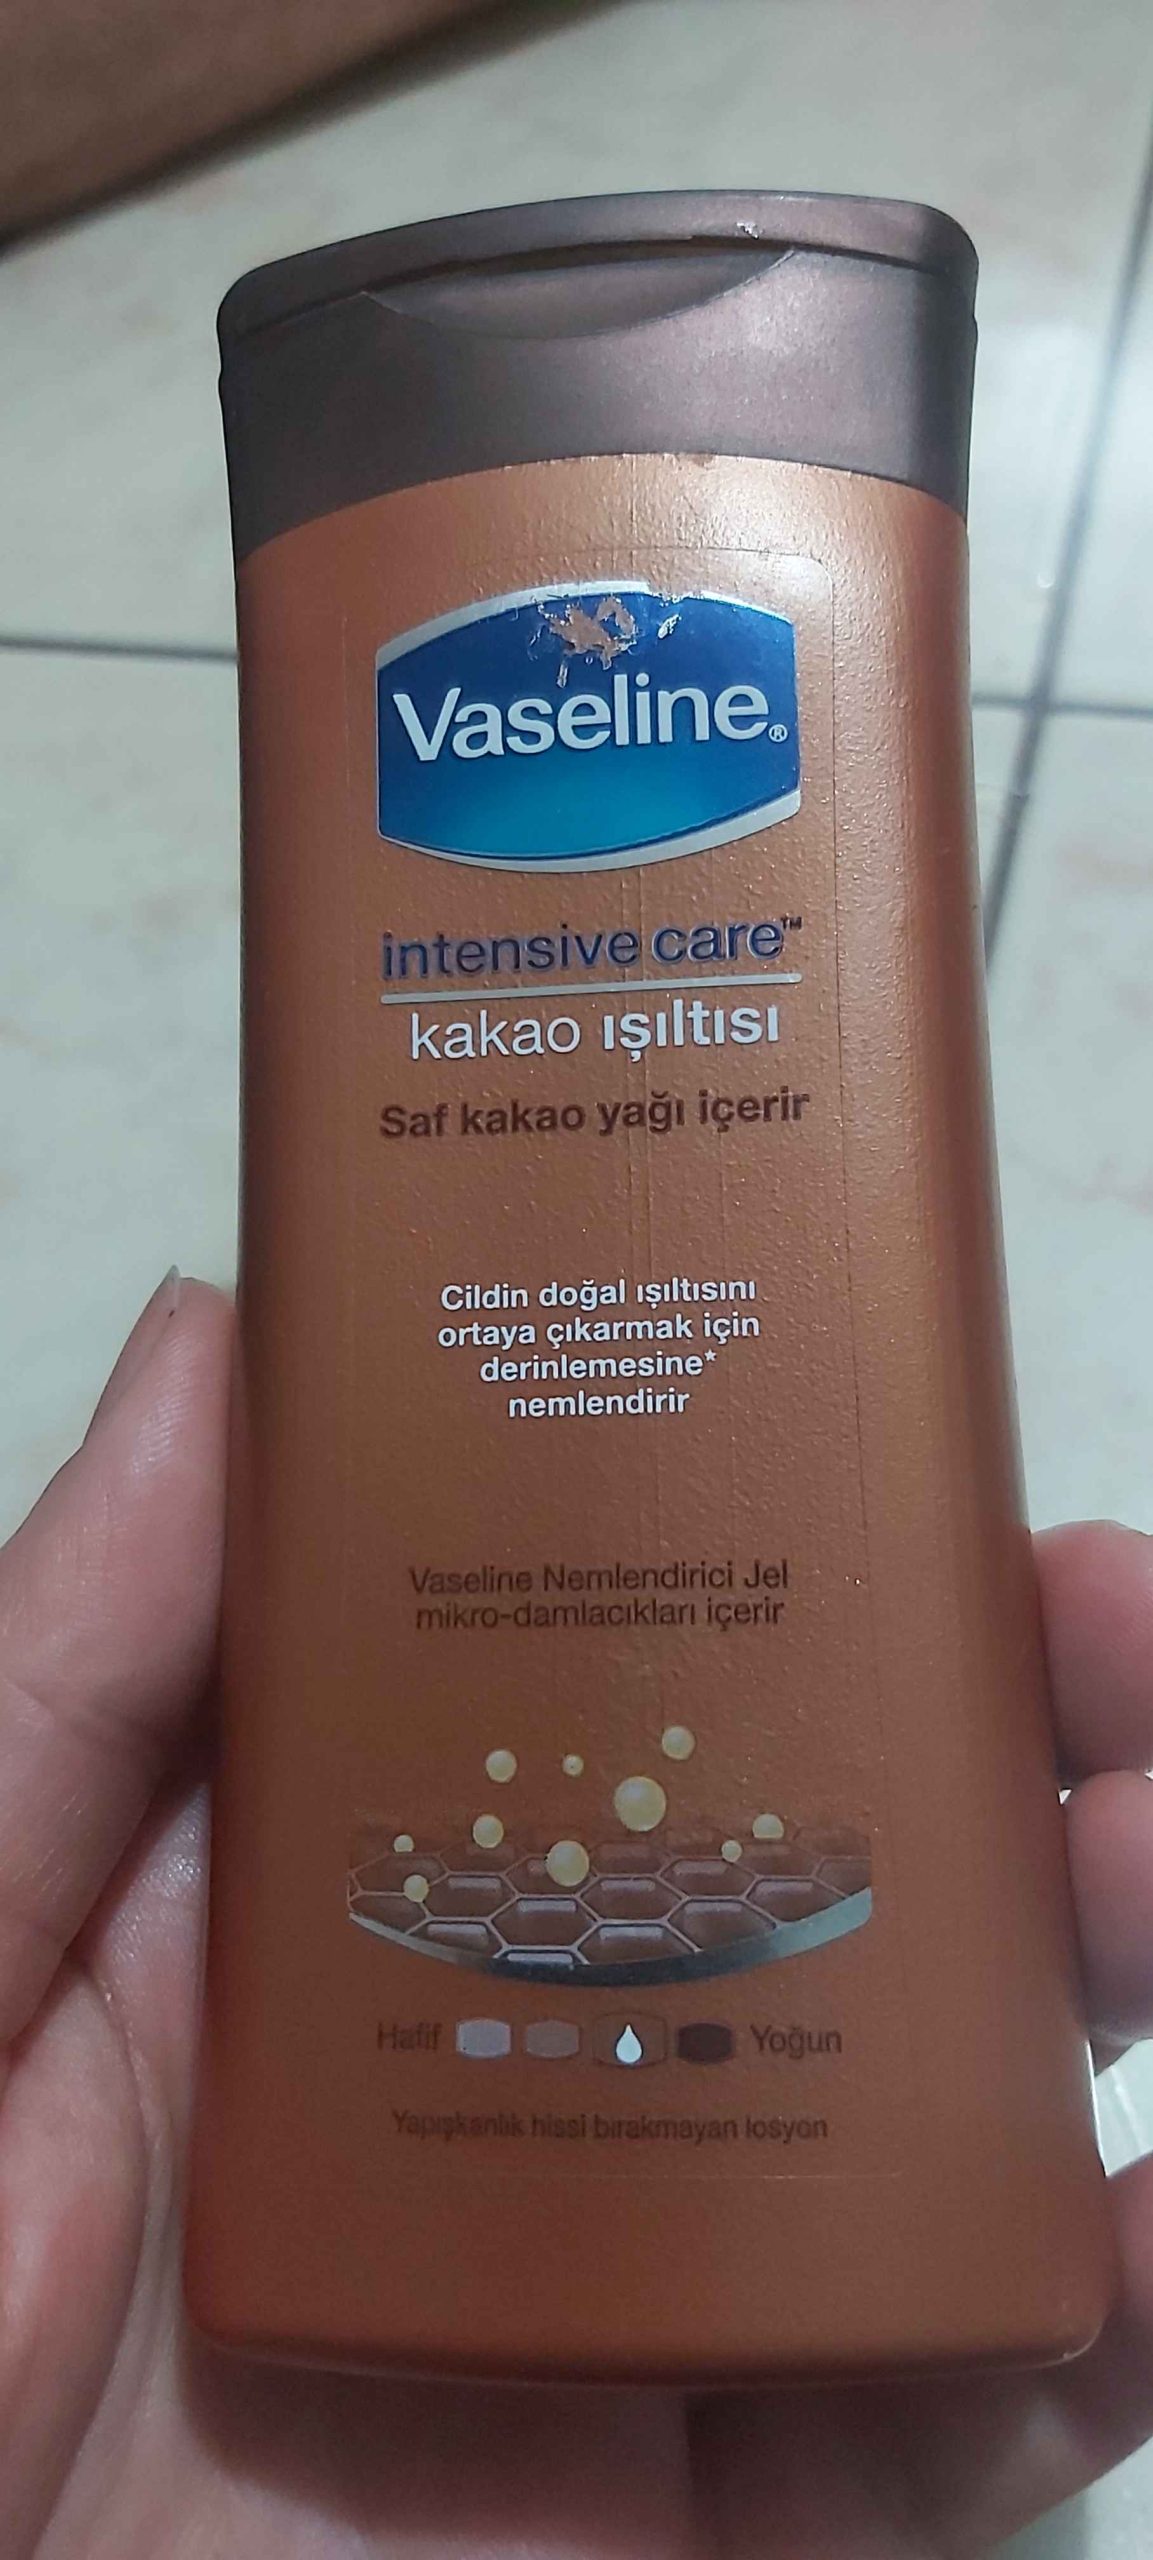 Vaseline®
intensive care™
kakao ışıltısı
Saf kakao yağı içerir
Cildin doğal ışıltısını
ortaya çıkarmak için
derinlemesine*
nemlendirir
Vaseline Nemlendirici Jel
mikro-damlacıkları içerir
Hafif Yoğun
Yapışkanlık hissi bırakmayan losyon